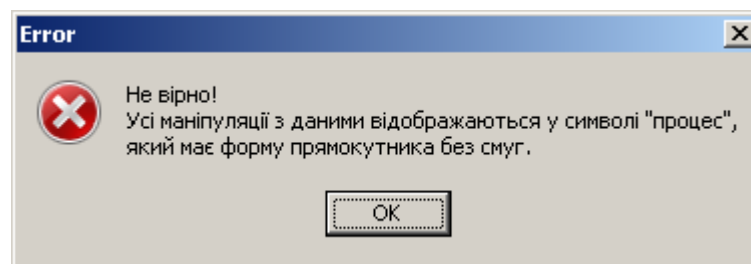 Error
Не вірно!
Усі маніпуляції з даними відображаються у символі "процес",
який має форму прямокутника без смуг.
OK